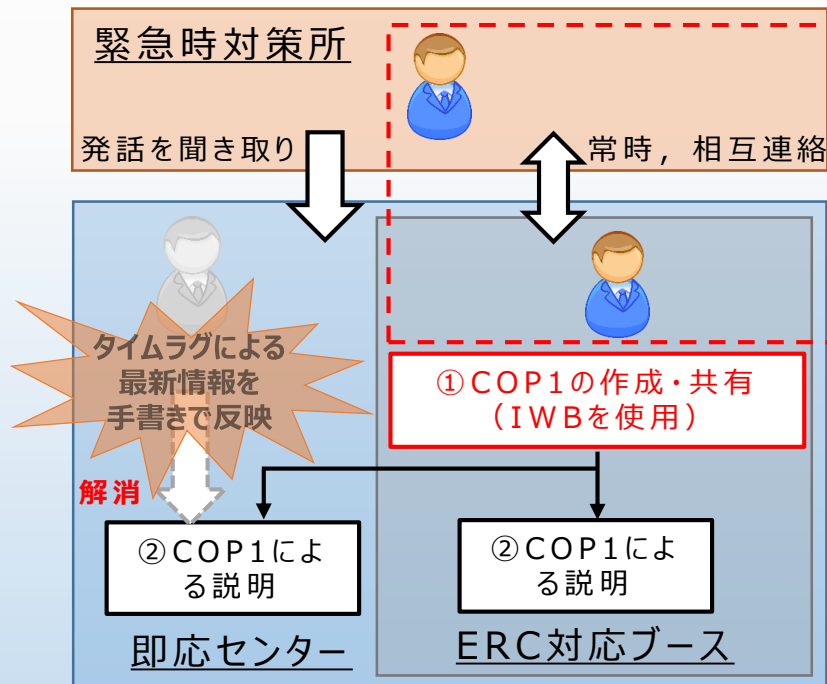 緊急時対策所
発話を聞き取り
常時，相互連絡
タイムラグによる
最新情報を
手書きで反映
①COP1の作成・共有
（IWBを使用）
解消
②COP1によ
る説明
②COP1によ
る説明
即応センター
ERC対応ブース